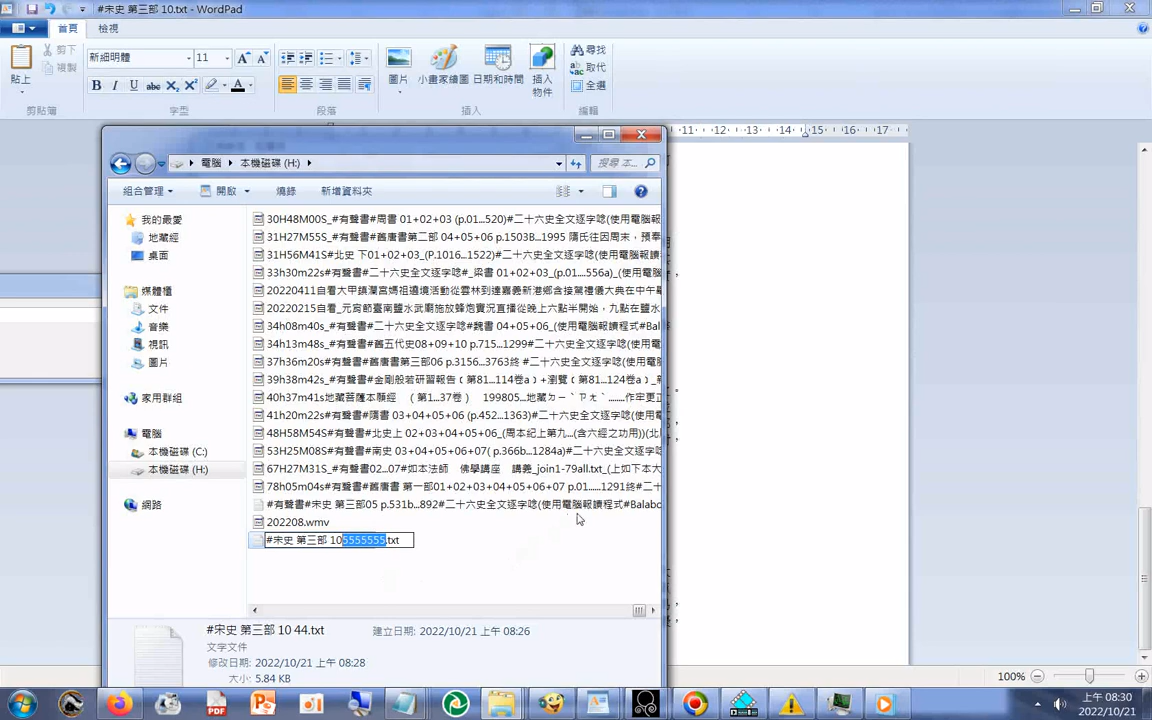 #宋史 第三部 10.txt - WordPad
首頁 檢視
貼上
剪下
複製
新細明體 11
剪貼簿 字型 段落
圖片
小畫家繪圖
日期和時間
插入物件
插入
尋找
取代
全選
編輯
11 12 13 14 15 16 17
電腦 本機磁碟 (H:) 搜尋 本...
組合管理 開啟 燒錄 新增資料夾
我的最愛
地藏經
桌面
媒體櫃
文件
音樂
視訊
圖片
家用群組
電腦
本機磁碟 (C:)
本機磁碟 (H:)
網路
30H48M00S_#有聲書#周書 01+02+03 (p.01...520)#二十六史全文逐字唸(使用電腦報
31H27M55S_#有聲書#舊唐書第二部 04+05+06 p.1503B...1995 隋氏往因周末，預奉
31H56M41S#北史 下01+02+03_(P.1016...1522)#二十六史全文逐字唸(使用電腦報讀
33h30m22s#有聲書#二十六史全文逐字唸#_梁書 01+02+03_(p.01....556a)_(使用電腦
20220411自看大甲鎮瀾宮媽祖遶境活動從雲林到達嘉義新港鄉含接駕禮儀大典在中午
20220215自看_元宵節臺南鹽水武廟施放蜂炮實況直播從晚上六點半開始，九點在鹽水
34h08m40s_#有聲書#二十六史全文逐字唸#魏書 04+05+06_(使用電腦報讀程式#Bala
34h13m48s_#有聲書#舊五代史08+09+10 p.715...1299#二十六史全文逐字唸(使用電
37h36m20s#有聲書#舊唐書第三部06 p.3156...3763終 #二十六史全文逐字唸(使用電腦
39h38m42s_#有聲書#金剛般若研習報告 (第81...114卷a) +瀏覽 (第81...124卷a)_
40h37m41s地藏菩薩本願經 (第1...37卷) 199805...地藏ㄉㄧˋㄗㄤˋ.......作牢更正
41h20m22s#有聲書#隋書 03+04+05+06 (p.452...1363)#二十六史全文逐字唸(使用電
48H58M54S#有聲書#北史上 02+03+04+05+06_(周本紀上第九...(含六經之功用))(北
53H25M08S#有聲書#南史 03+04+05+06+07( p.366b...1284a)#二十六史全文逐字唸
67H27M31S_#有聲書02...07#如本法師 佛學講座 講義_join1-79all.txt_(上如下本大
78h05m04s#有聲書#舊唐書 第一部01+02+03+04+05+06+07 p.01......1291終#二十
#有聲書#宋史 第三部05 p.531b...892#二十六史全文逐字唸(使用電腦報讀程式#Balabo
202208.wmv
#宋史 第三部 105555555.txt
#宋史 第三部 10 44.txt 建立日期: 2022/10/21 上午 08:26
文字文件
修改日期: 2022/10/21 上午 08:28
大小: 5.84 KB
100%
上午 08:30
2022/10/21